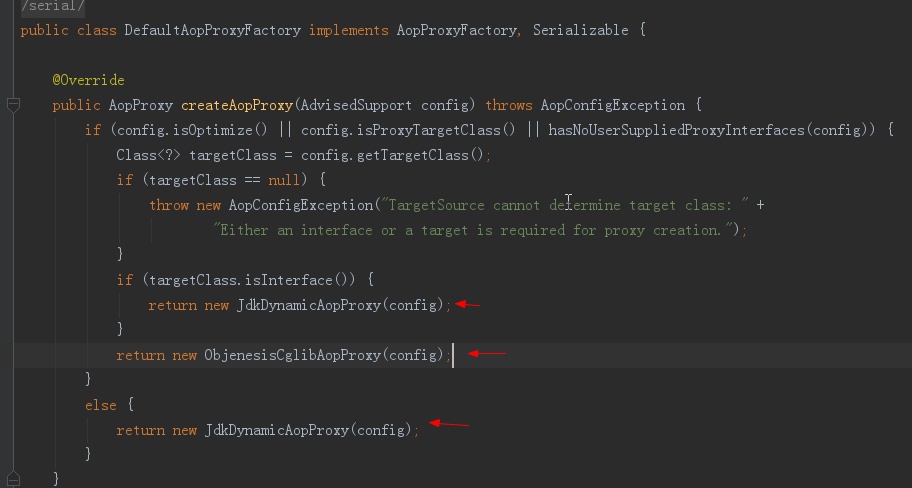 /serial/
public class DefaultAopProxyFactory implements AopProxyFactory, Serializable {
@Override
public AopProxy createAopProxy(AdvisedSupport config) throws AopConfigException {
if (config.isOptimize() || config.isProxyTargetClass() || hasNoUserSuppliedProxyInterfaces(config)) {
Class<?> targetClass = config.getTargetClass();
if (targetClass == null) {
throw new AopConfigException("TargetSource cannot determine target class: " +
"Either an interface or a target is required for proxy creation.");
}
if (targetClass.isInterface()) {
return new JdkDynamicAopProxy(config);
}
return new ObjenesisCglibAopProxy(config);
}
else {
return new JdkDynamicAopProxy(config);
}
}